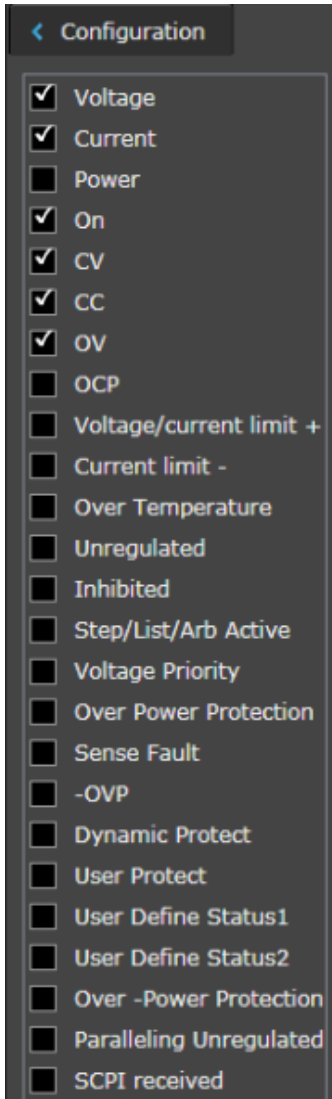 Configuration
Voltage
Current
Power
On
CV
CC
OV
OCP
Voltage/current limit +
Current limit -
Over Temperature
Unregulated
Inhibited
Step/List/Arb Active
Voltage Priority
Over Power Protection
Sense Fault
-OVP
Dynamic Protect
User Protect
User Define Status1
User Define Status2
Over -Power Protection
Paralleling Unregulated
SCPI received